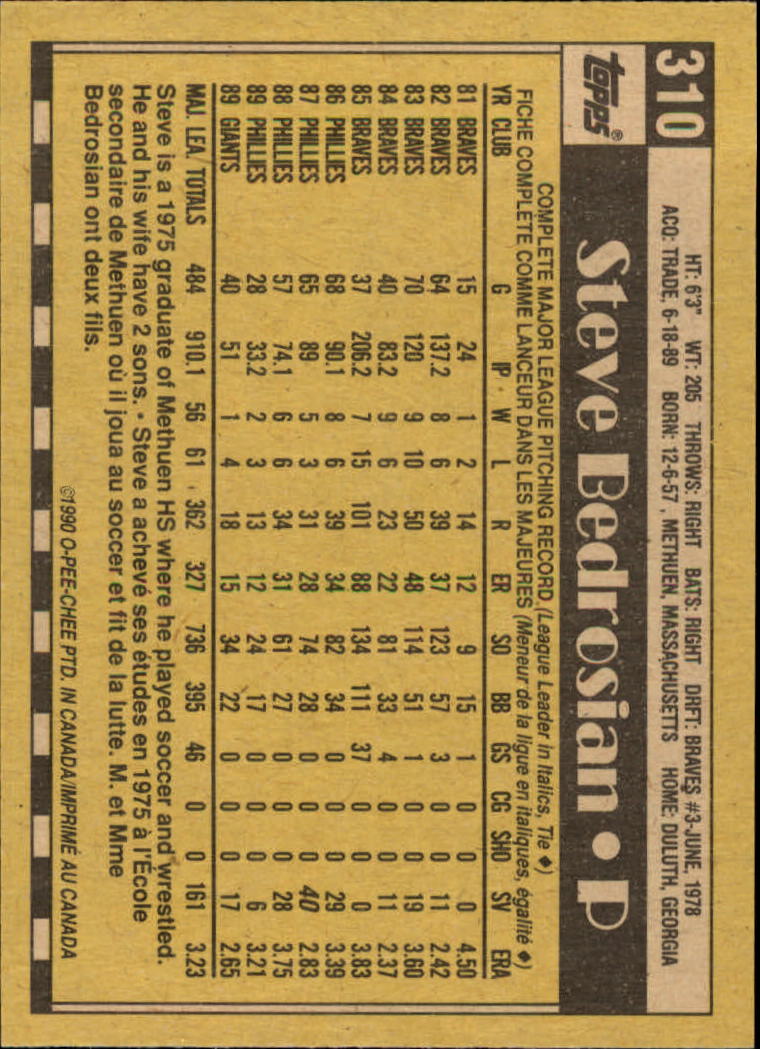 310
HT: 6'3" WT: 205 THROWS: RIGHT BATS: RIGHT DRFT: BRAVES #3-JUNE, 1978
ACQ: TRADE, 6-18-89 BORN: 12-6-57, METHUEN, MASSACHUSETTS HOME: DULUTH, GEORGIA
topps®
Steve Bedrosian • P
COMPLETE MAJOR LEAGUE PITCHING RECORD (League Leader in Italics, Tie ♦)
FICHE COMPLÈTE COMME LANCEUR DANS LES MAJEURES (Meneur de la ligue en italiques, égalité ♦)
YR CLUB G IP W L R ER SO BB GS CG SHO SV ERA
81 BRAVES 15 24 1 2 14 12 9 15 1 0 0 0 4.50
82 BRAVES 64 137.2 8 6 39 37 123 57 3 0 0 11 2.42
83 BRAVES 70 120 9 10 50 48 114 51 1 0 0 19 3.60
84 BRAVES 40 83.2 9 6 23 22 81 33 4 0 0 11 2.37
85 BRAVES 37 206.2 7 15 101 88 134 111 37 0 0 0 3.83
86 PHILLIES 68 90.1 8 6 39 34 82 34 0 0 0 29 3.39
87 PHILLIES 65 89 5 3 31 28 74 28 0 0 0 40 2.83
88 PHILLIES 57 74.1 6 6 34 31 61 27 0 0 0 28 3.75
89 PHILLIES 28 33.2 2 3 13 12 24 17 0 0 0 6 3.21
89 GIANTS 40 51 1 4 18 15 34 22 0 0 0 17 2.65
MAJ. LEA. TOTALS 484 910.1 56 61 362 327 736 395 46 0 0 161 3.23
Steve is a 1975 graduate of Methuen HS where he played soccer and wrestled.
He and his wife have 2 sons. • Steve a achevé ses études en 1975 à l'École
secondaire de Methuen où il joua au soccer et fit de la lutte. M. et Mme
Bedrosian ont deux fils.
©1990 O-PEE-CHEE PTD. IN CANADA/IMPRIMÉ AU CANADA